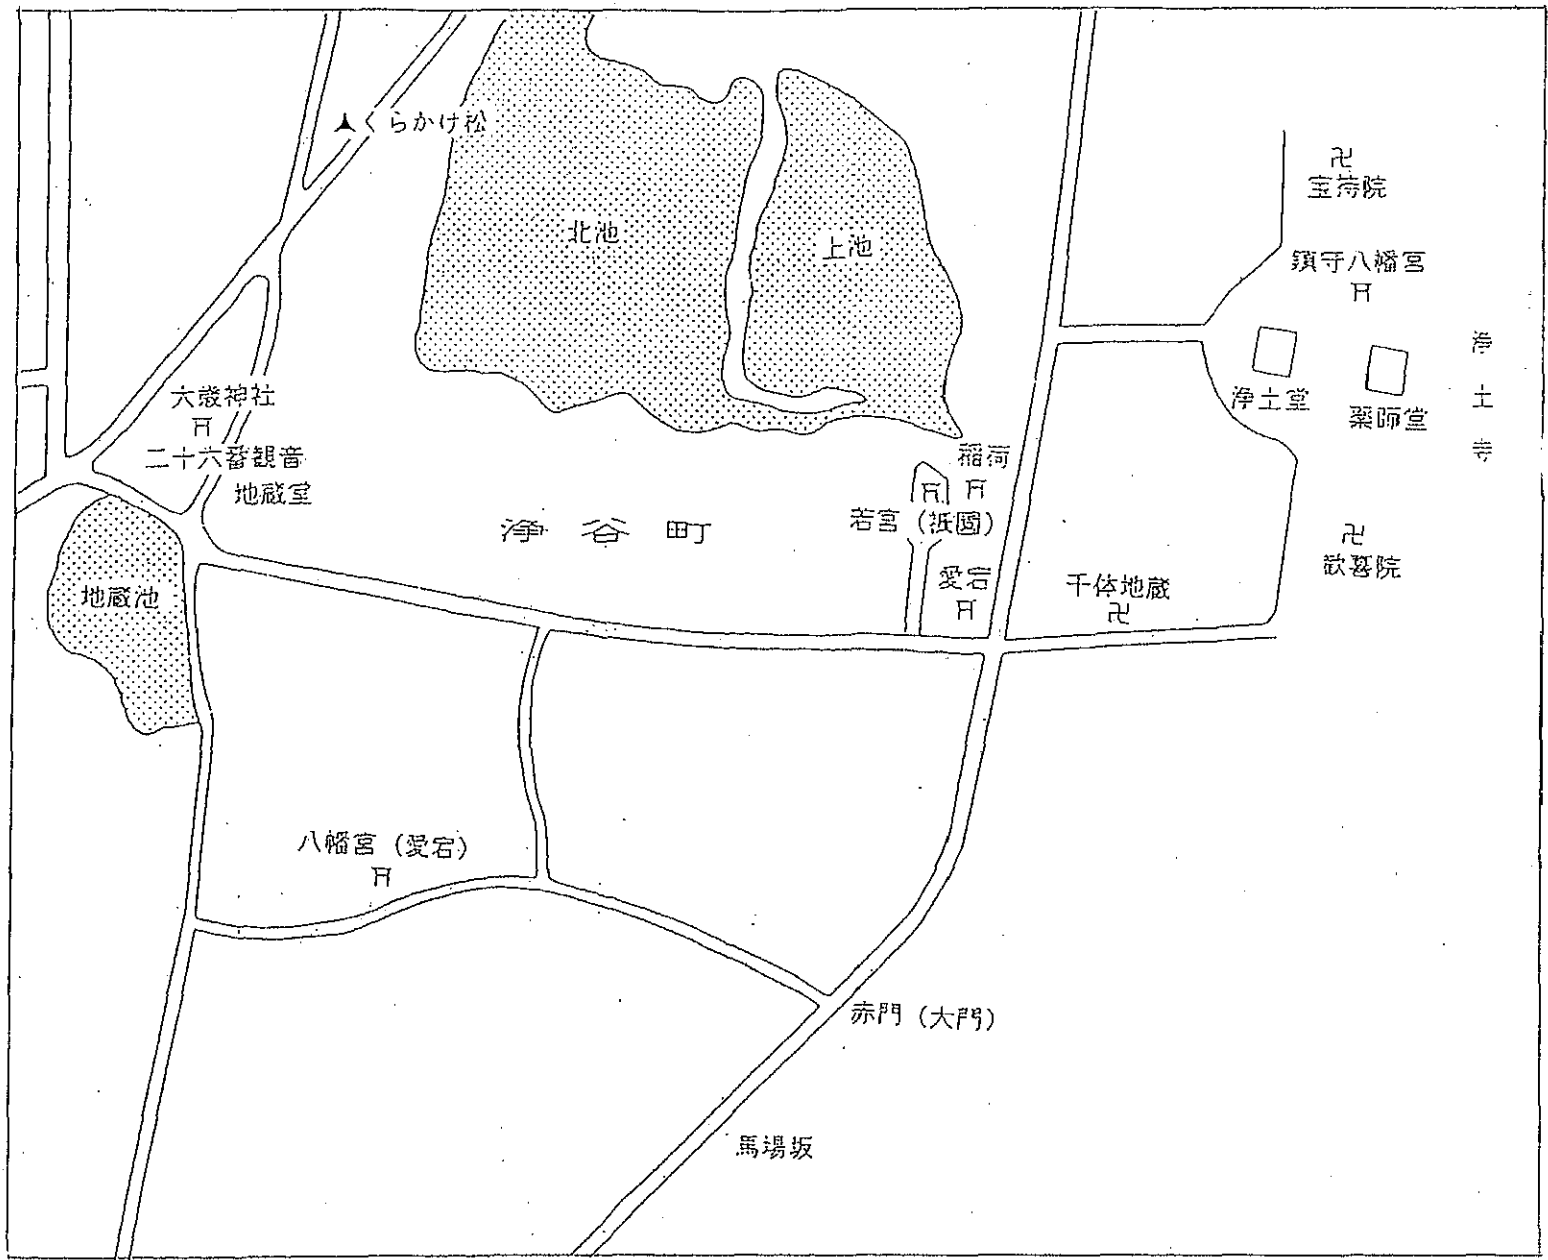 くらかけ松
北池
上池
宝持院
鎮守八幡宮
浄土堂
薬師堂
浄土寺
六歳神社
二十六番観音
地蔵堂
浄谷町
稲荷
若宮（祇園）
愛宕
千体地蔵
歓喜院
地蔵池
八幡宮（愛宕）
赤門（大門）
馬場坂